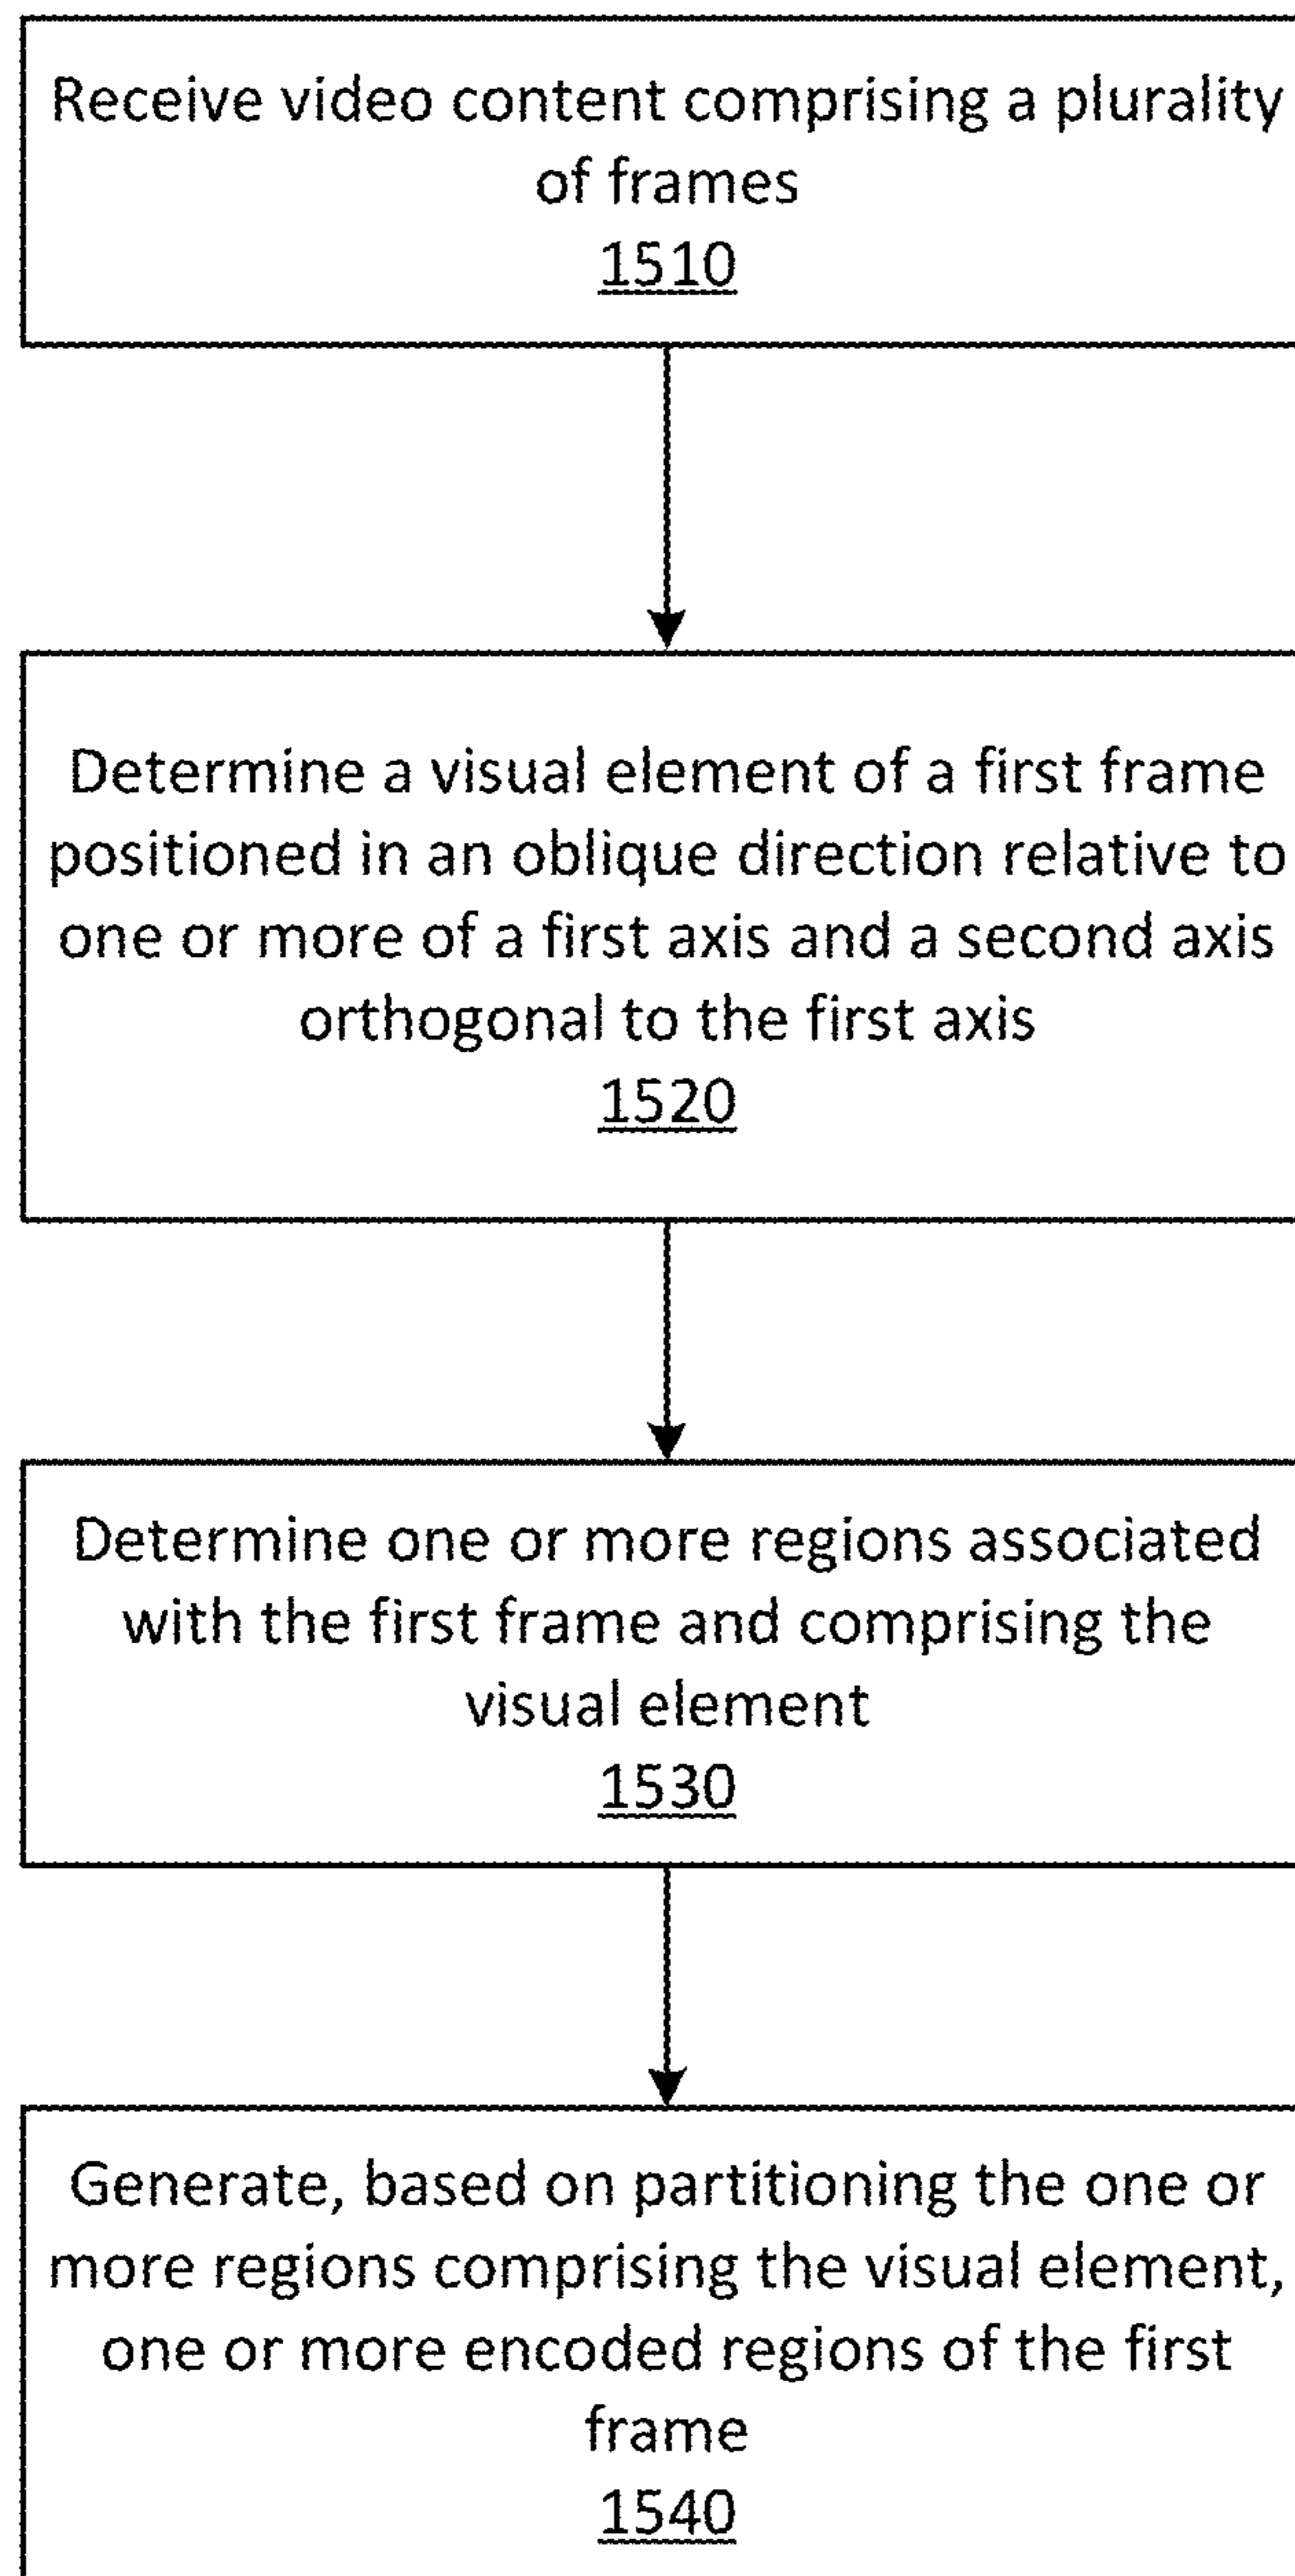 Receive video content comprising a plurality
of frames
1510
Determine a visual element of a first frame
positioned in an oblique direction relative to
one or more of a first axis and a second axis
orthogonal to the first axis
1520
Determine one or more regions associated
with the first frame and comprising the
visual element
1530
Generate, based on partitioning the one or
more regions comprising the visual element,
one or more encoded regions of the first
frame
1540